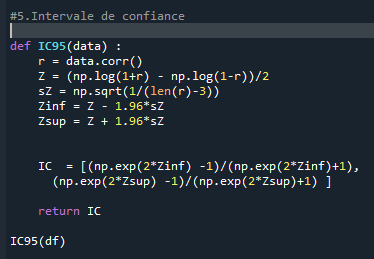 #5.Intervale de confiance
def IC95(data) :
r = data.corr()
Z = (np.log(1+r) - np.log(1-r))/2
sZ = np.sqrt(1/(len(r)-3))
Zinf = Z - 1.96*sZ
Zsup = Z + 1.96*sZ
IC  = [(np.exp(2*Zinf) -1)/(np.exp(2*Zinf)+1),
(np.exp(2*Zsup) -1)/(np.exp(2*Zsup)+1) ]
return IC
IC95(df)